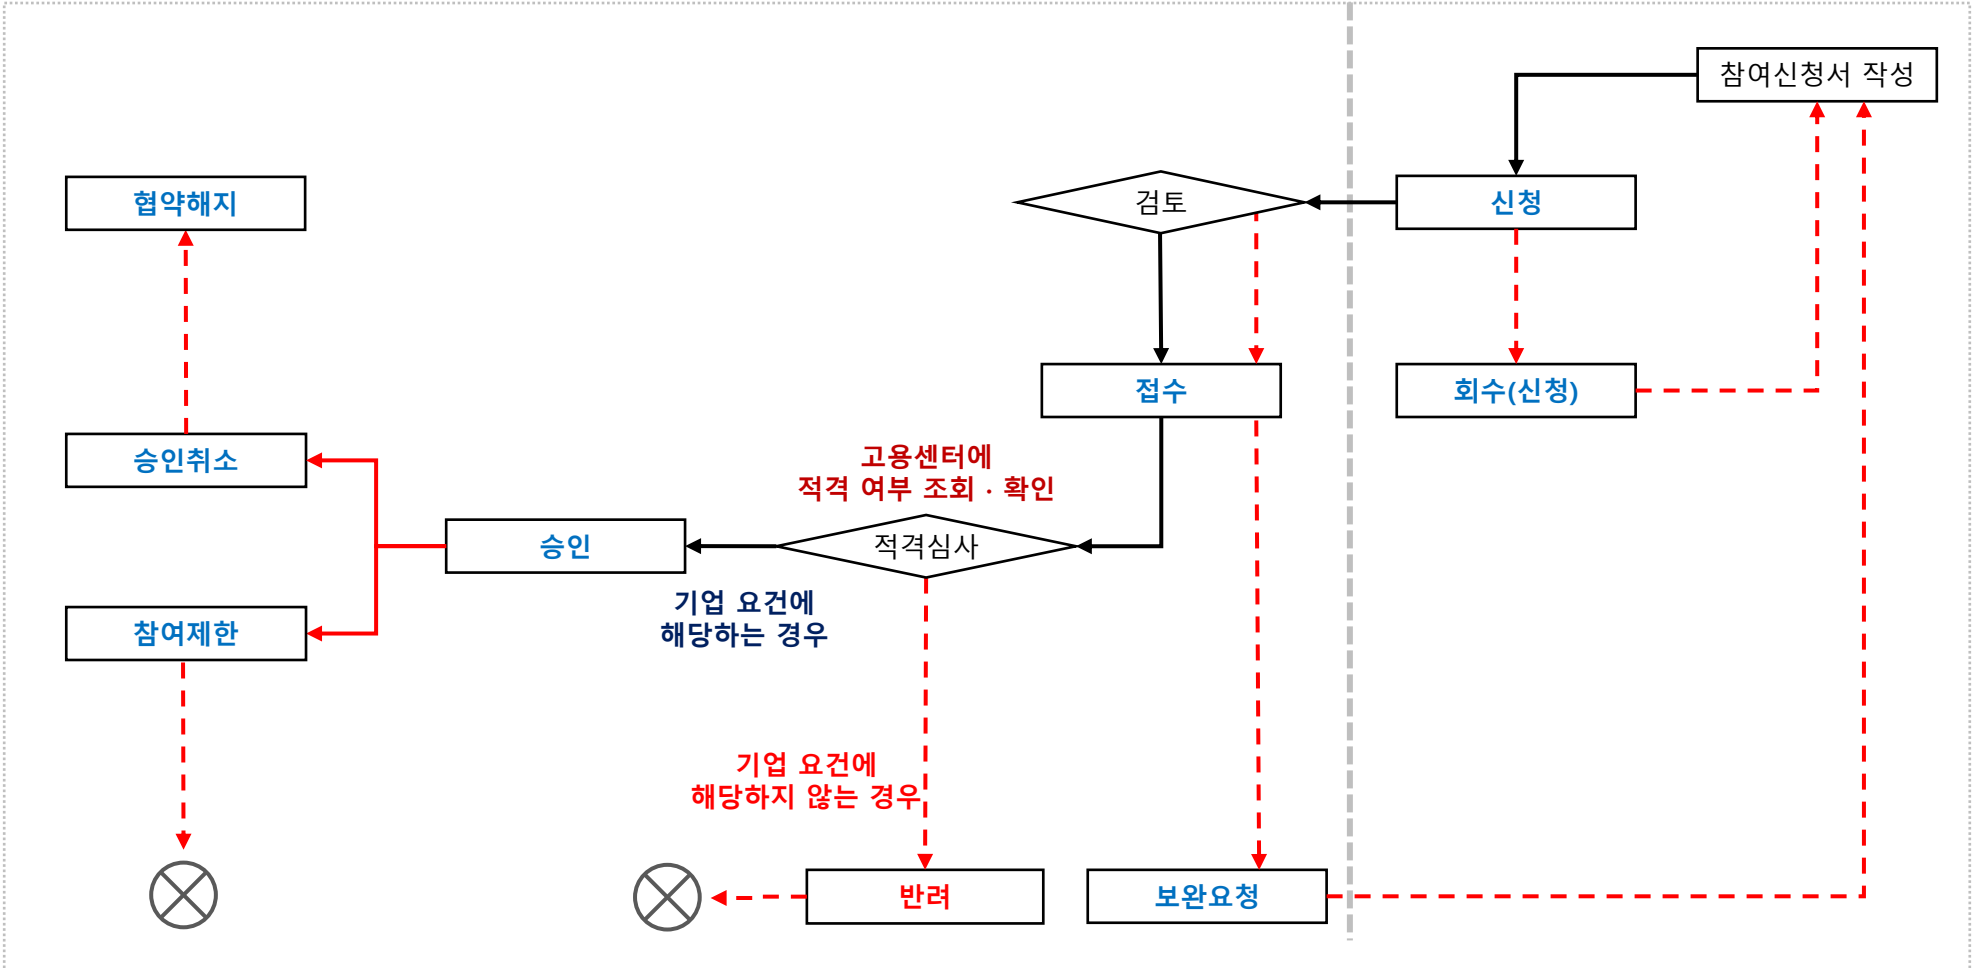 참여신청서 작성
협약해지
검토
신청
접수
회수(신청)
승인취소
고용센터에
적격 여부 조회 · 확인
승인
적격심사
기업 요건에
해당하는 경우
참여제한
기업 요건에
해당하지 않는 경우
반려
보완요청